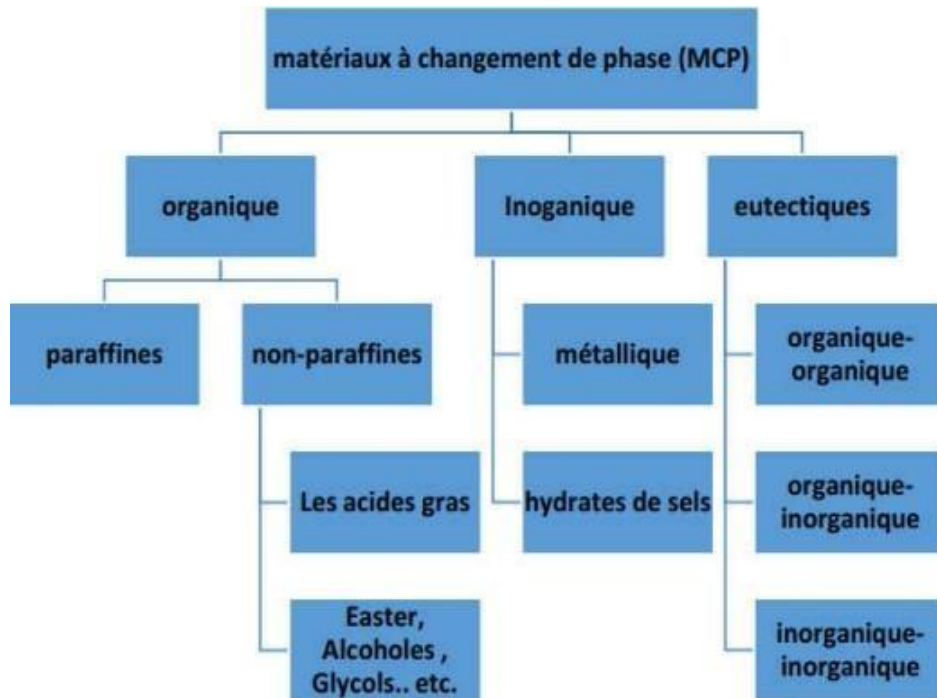 matériaux à changement de phase (MCP)
organique
Inoganique
eutectiques
paraffines
non-paraffines
métallique
organique-
organique
Les acides gras
hydrates de sels
organique-
inorganique
Easter,
Alcoholes ,
Glycols.. etc.
inorganique-
inorganique